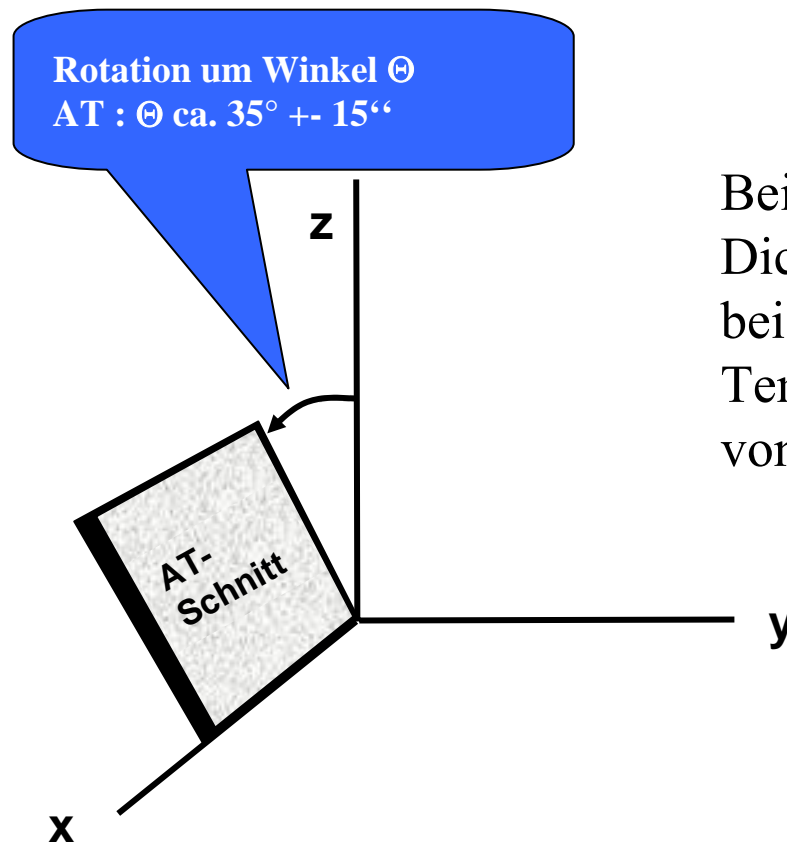 Rotation um Winkel Θ
AT : Θ ca. 35° +- 15“
z
AT-
Schnitt
y
x